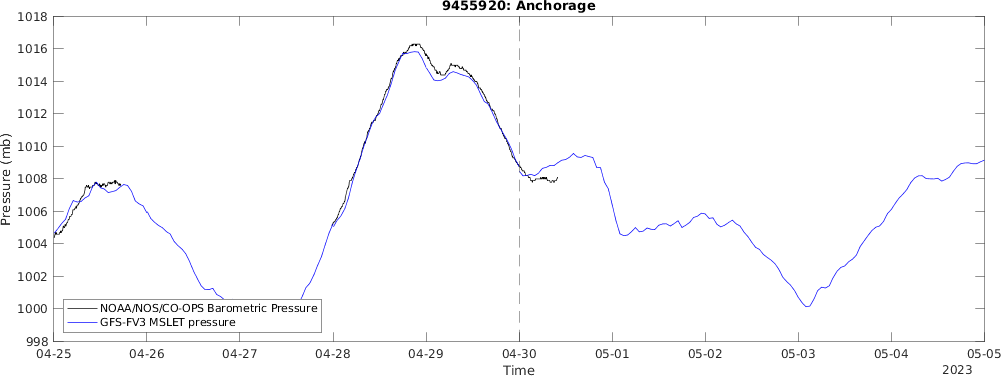 9455920: Anchorage
1018
1016
1014
1012
1010
1008
1006
1004
1002
1000
998
Pressure (mb)
NOAA/NOS/CO-OPS Barometric Pressure
GFS-FV3 MSLET pressure
04-25 04-26 04-27 04-28 04-29 04-30 05-01 05-02 05-03 05-04 05-05
Time
2023